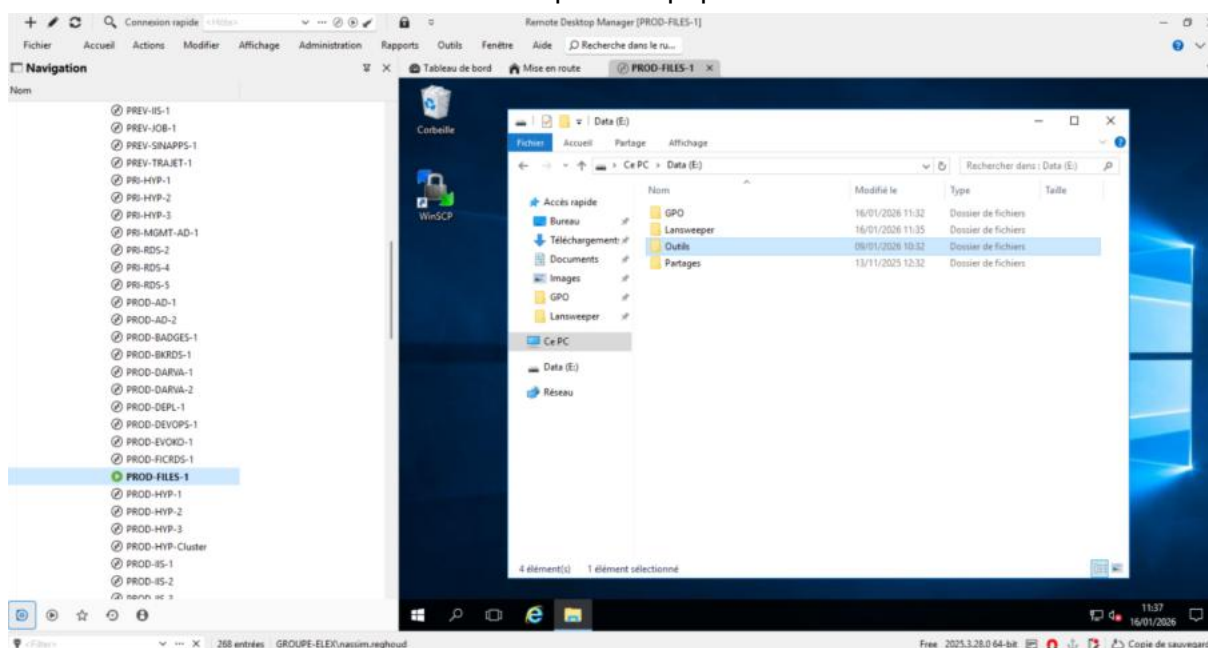 Connexion rapide
Remote Desktop Manager [PROD-FILES-1]
Fichier Accueil Actions Modifier Affichage Administration Rapports Outils Fenêtre Aide Recherche dans le ru...
Navigation
Tableau de bord Mise en route PROD-FILES-1
Nom
PREV-IIS-1
PREV-JOB-1
PREV-SINAPPS-1
PREV-TRAJET-1
PRI-HYP-1
PRI-HYP-2
PRI-HYP-3
PRI-MGMT-AD-1
PRI-RDS-2
PRI-RDS-4
PRI-RDS-5
PROD-AD-1
PROD-AD-2
PROD-BADGES-1
PROD-BKRDS-1
PROD-DARVA-1
PROD-DARVA-2
PROD-DEPL-1
PROD-DEVOPS-1
PROD-EVOKO-1
PROD-FICRDS-1
PROD-FILES-1
PROD-HYP-1
PROD-HYP-2
PROD-HYP-3
PROD-HYP-Cluster
PROD-IIS-1
PROD-IIS-2
Corbeille
WinSCP
Data (E:)
Fichier Accueil Partage Affichage
Ce PC > Data (E:)
Rechercher dans : Data (E:)
Accès rapide
Bureau
Téléchargement
Documents
Images
GPO
Lansweeper
Ce PC
Data (E:)
Réseau
Nom Modifié le Type Taille
GPO 16/01/2026 11:32 Dossier de fichiers
Lansweeper 16/01/2026 11:35 Dossier de fichiers
Outils 09/01/2026 10:32 Dossier de fichiers
Partages 13/11/2025 12:32 Dossier de fichiers
4 élément(s) 1 élément sélectionné
11:37
16/01/2026
268 entrées GROUPE-ELEX\nassim.reghoud
Free 2025.3.28.0 64-bit Copie de sauvegard